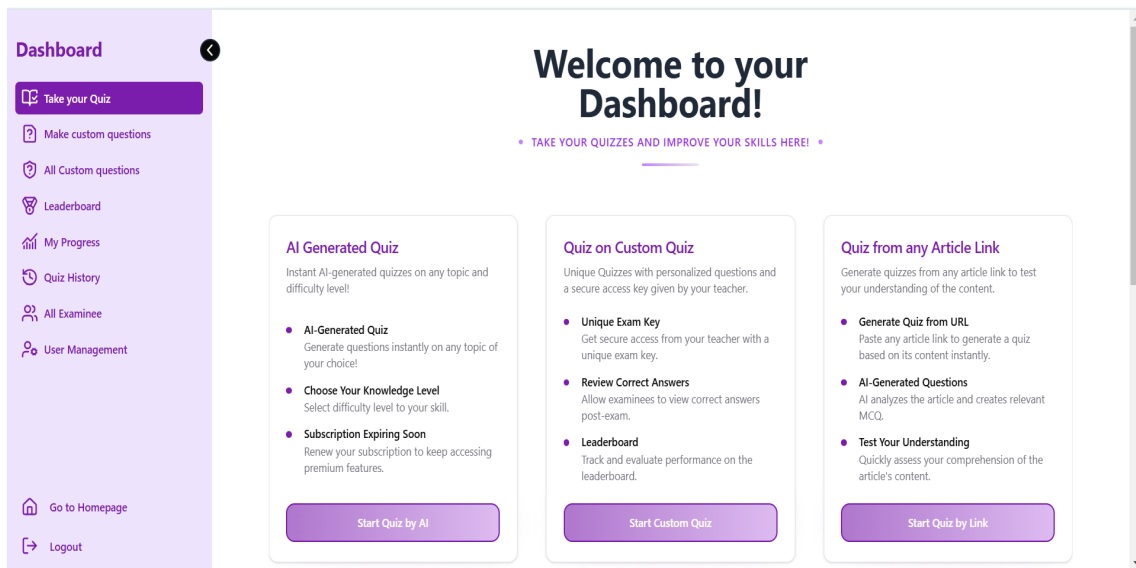 Dashboard
Take your Quiz
Make custom questions
All Custom questions
Leaderboard
My Progress
Quiz History
All Examinee
User Management
Go to Homepage
Logout
Welcome to your
Dashboard!
• TAKE YOUR QUIZZES AND IMPROVE YOUR SKILLS HERE! •
AI Generated Quiz
Instant AI-generated quizzes on any topic and
difficulty level!
• AI-Generated Quiz
Generate questions instantly on any topic of
your choice!
• Choose Your Knowledge Level
Select difficulty level to your skill.
• Subscription Expiring Soon
Renew your subscription to keep accessing
premium features.
Start Quiz by AI
Quiz on Custom Quiz
Unique Quizzes with personalized questions and
a secure access key given by your teacher.
• Unique Exam Key
Get secure access from your teacher with a
unique exam key.
• Review Correct Answers
Allow examinees to view correct answers
post-exam.
• Leaderboard
Track and evaluate performance on the
leaderboard.
Start Custom Quiz
Quiz from any Article Link
Generate quizzes from any article link to test
your understanding of the content.
• Generate Quiz from URL
Paste any article link to generate a quiz
based on its content instantly.
• AI-Generated Questions
AI analyzes the article and creates relevant
MCQ.
• Test Your Understanding
Quickly assess your comprehension of the
article's content.
Start Quiz by Link